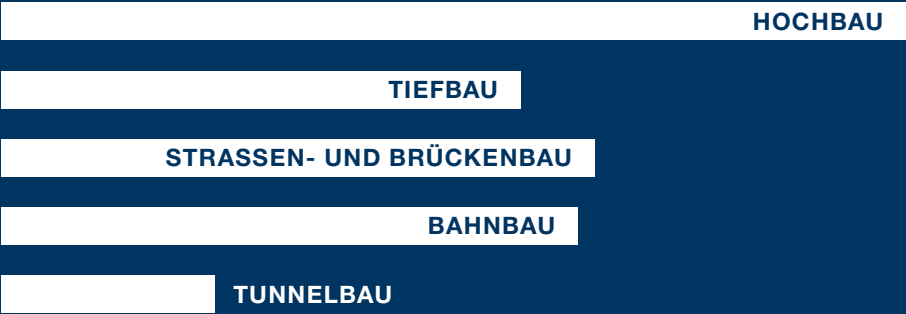 HOCHBAU
TIEFBAU
STRASSEN- UND BRÜCKENBAU
BAHNBAU
TUNNELBAU